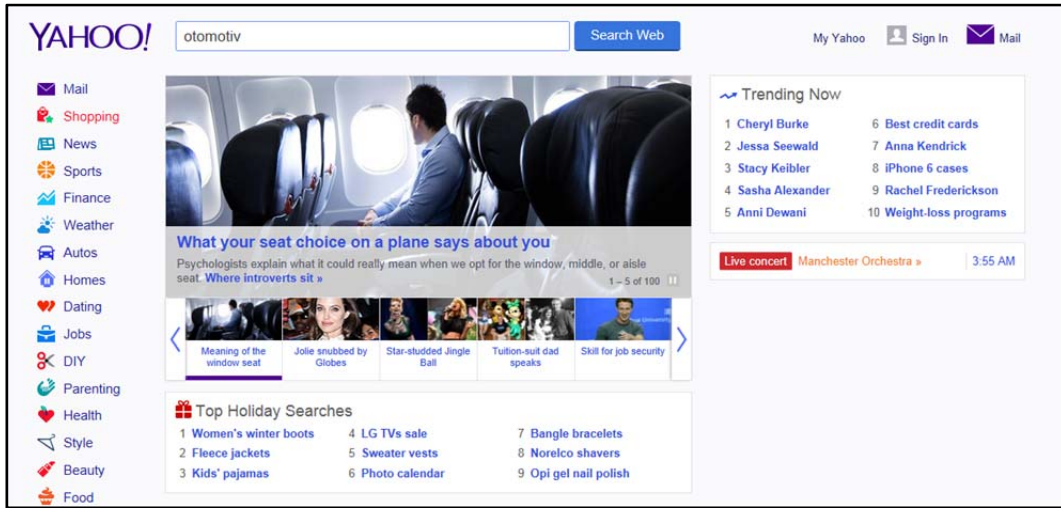 YAHOO!
otomotiv
Search Web
My Yahoo
Sign In
Mail
Mail
Shopping
News
Sports
Finance
Weather
Autos
Homes
Dating
Jobs
DIY
Parenting
Health
Style
Beauty
Food
What your seat choice on a plane says about you
Psychologists explain what it could really mean when we opt for the window, middle, or aisle
seat. Where introverts sit »
1 – 5 of 100
Meaning of the
window seat
Jolie snubbed by
Globes
Star-studded Jingle
Ball
Tuition-suit dad
speaks
Skill for job security
Top Holiday Searches
1 Women's winter boots
2 Fleece jackets
3 Kids' pajamas
4 LG TVs sale
5 Sweater vests
6 Photo calendar
7 Bangle bracelets
8 Norelco shavers
9 Opi gel nail polish
Trending Now
1 Cheryl Burke
2 Jessa Seewald
3 Stacy Keibler
4 Sasha Alexander
5 Anni Dewani
6 Best credit cards
7 Anna Kendrick
8 iPhone 6 cases
9 Rachel Frederickson
10 Weight-loss programs
Live concert Manchester Orchestra » 3:55 AM